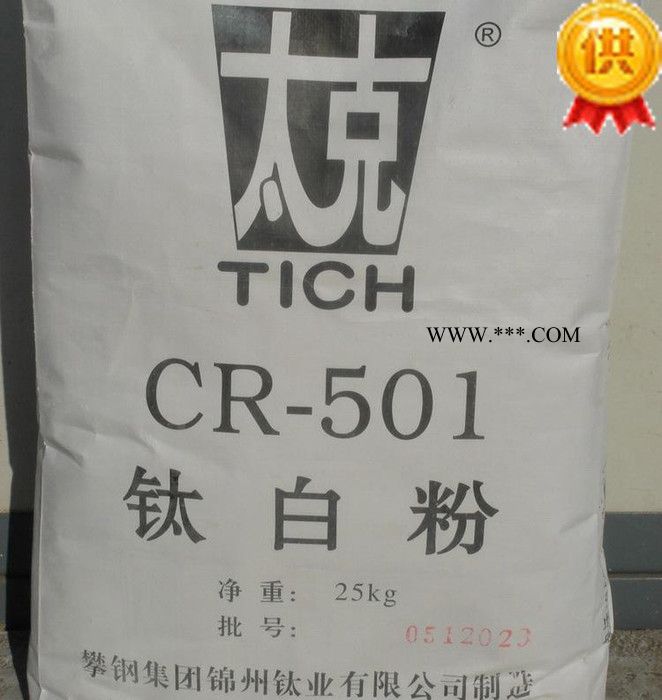 供
®
太克
TICH
WWW.***.COM
CR-501
钛白粉
净重： 25kg
批号： 0512023
攀钢集团锦州钛业有限公司制造